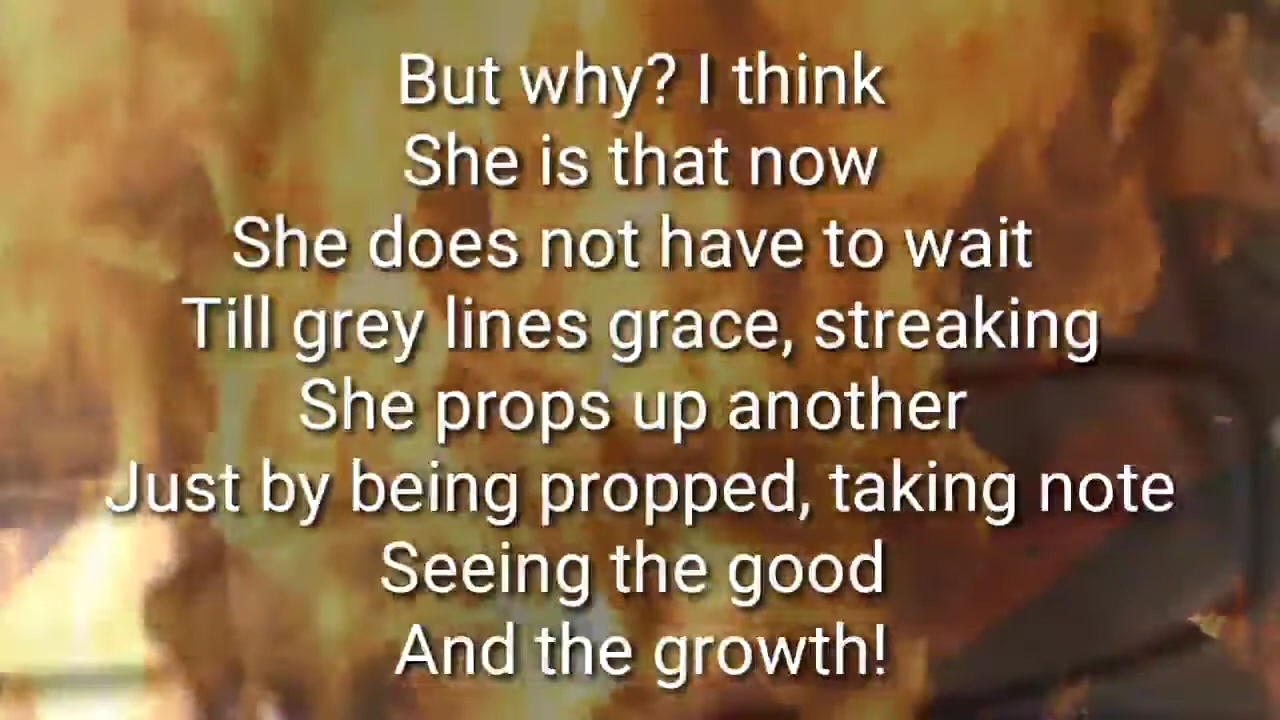 But why? I think
She is that now
She does not have to wait
Till grey lines grace, streaking
She props up another
Just by being propped, taking note
Seeing the good
And the growth!